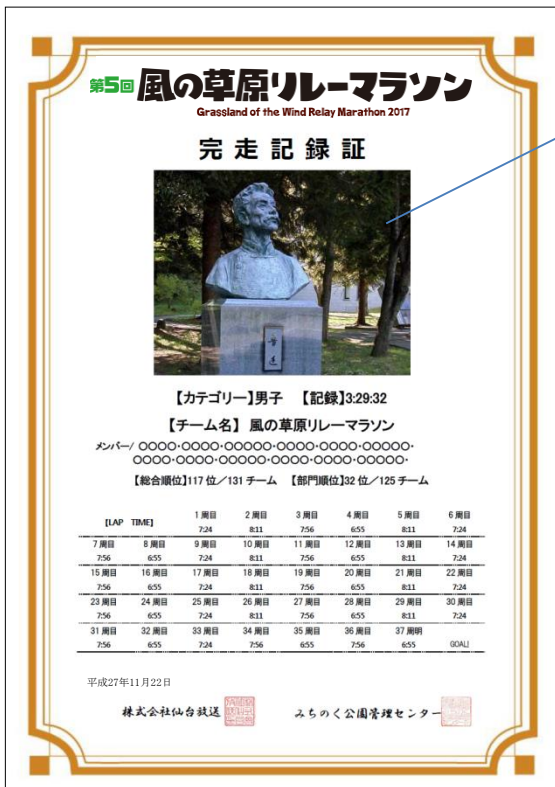 第5回 風の草原リレーマラソン
Grassland of the Wind Relay Marathon 2017
完走記録証
魯迅
【カテゴリー】男子 【記録】3:29:32
【チーム名】 風の草原リレーマラソン
メンバー/ 〇〇〇〇・〇〇〇〇・〇〇〇〇〇・〇〇〇〇・〇〇〇〇・〇〇〇〇〇・
〇〇〇〇・〇〇〇〇・〇〇〇〇〇・〇〇〇〇・〇〇〇〇・〇〇〇〇〇・
【総合順位】117 位／131 チーム 【部門順位】32 位／125 チーム
[LAP TIME] 1 周目 2 周目 3 周目 4 周目 5 周目 6 周目
7:24 8:11 7:56 6:55 8:11 7:24
7 周目 8 周目 9 周目 10 周目 11 周目 12 周目 13 周目 14 周目
7:56 6:55 7:24 8:11 7:56 6:55 8:11 7:24
15 周目 16 周目 17 周目 18 周目 19 周目 20 周目 21 周目 22 周目
7:56 6:55 7:24 8:11 7:56 6:55 8:11 7:24
23 周目 24 周目 25 周目 26 周目 27 周目 28 周目 29 周目 30 周目
7:56 6:55 7:24 8:11 7:56 6:55 8:11 7:24
31 周目 32 周目 33 周目 34 周目 35 周目 36 周目 37 周明
7:56 6:55 7:24 7:56 6:55 7:56 6:55 GOAL!
平成27年11月22日
株式会社仙台放送 みちのく公園管理センター